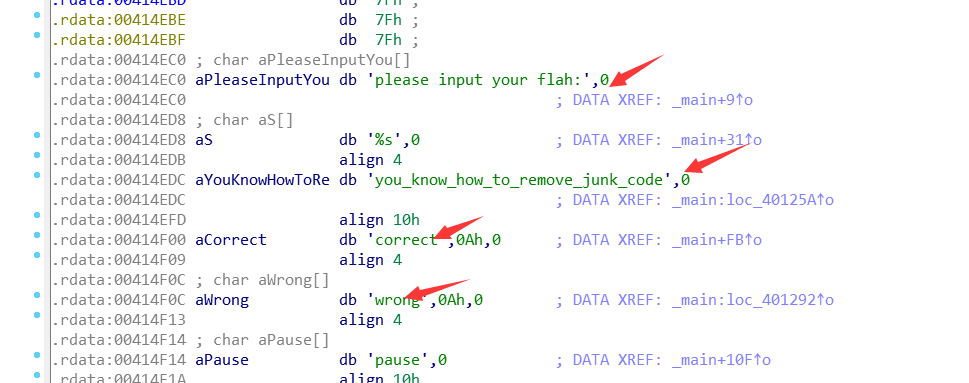 .rdata:00414EBD db 7Fh ;
.rdata:00414EBE db 7Fh ;
.rdata:00414EBF db 7Fh ;
.rdata:00414EC0 ; char aPleaseInputYou[]
.rdata:00414EC0 aPleaseInputYou db 'please input your flah:',0
.rdata:00414EC0 ; DATA XREF: _main+9↑o
.rdata:00414ED8 ; char aS[]
.rdata:00414ED8 aS db '%s',0 ; DATA XREF: _main+31↑o
.rdata:00414EDB align 4
.rdata:00414EDC aYouKnowHowToRe db 'you_know_how_to_remove_junk_code',0
.rdata:00414EDC ; DATA XREF: _main:loc_40125A↑o
.rdata:00414EFD align 10h
.rdata:00414F00 aCorrect db 'correct',0Ah,0 ; DATA XREF: _main+FB↑o
.rdata:00414F09 align 4
.rdata:00414F0C ; char aWrong[]
.rdata:00414F0C aWrong db 'wrong',0Ah,0 ; DATA XREF: _main:loc_401292↑o
.rdata:00414F13 align 4
.rdata:00414F14 ; char aPause[]
.rdata:00414F14 aPause db 'pause',0 ; DATA XREF: _main+10F↑o
.rdata:00414F1A align 10h